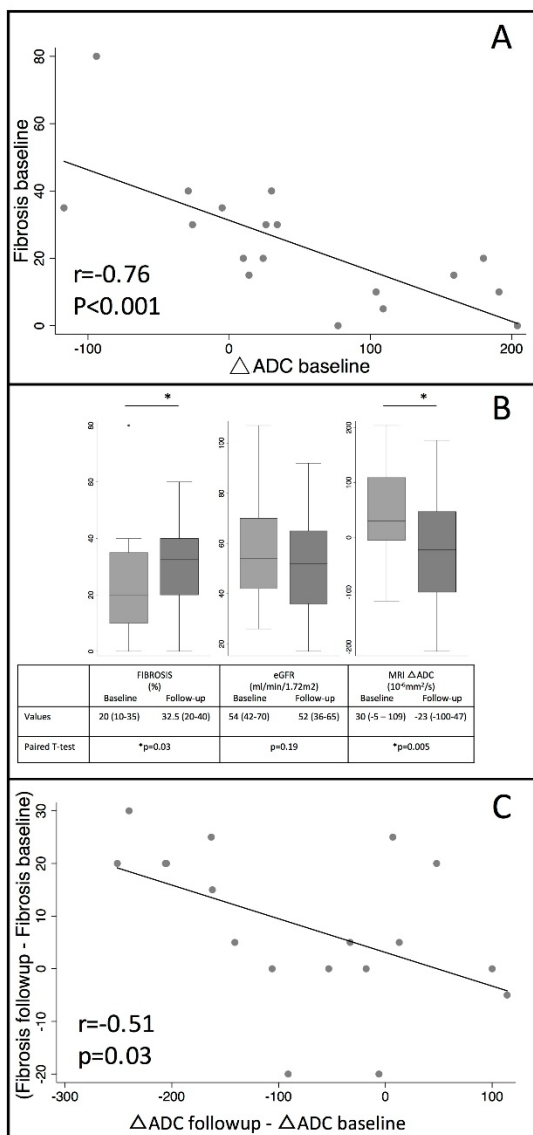 A
Fibrosis baseline
80
60
40
20
0
r=-0.76
P<0.001
-100 0 100 200
△ADC baseline
B
* *
80
60
40
20
0
100
80
60
40
20
200
100
0
-100
-200
FIBROSIS (%) eGFR (ml/min/1.72m2) MRI △ADC (10⁻⁶mm²/s)
Baseline Follow-up Baseline Follow-up Baseline Follow-up
Values 20 (10-35) 32.5 (20-40) 54 (42-70) 52 (36-65) 30 (-5 – 109) -23 (-100-47)
Paired T-test *p=0.03 p=0.19 *p=0.005
C
(Fibrosis followup - Fibrosis baseline)
30
20
10
0
-10
-20
r=-0.51
p=0.03
-300 -200 -100 0 100
△ADC followup - △ADC baseline